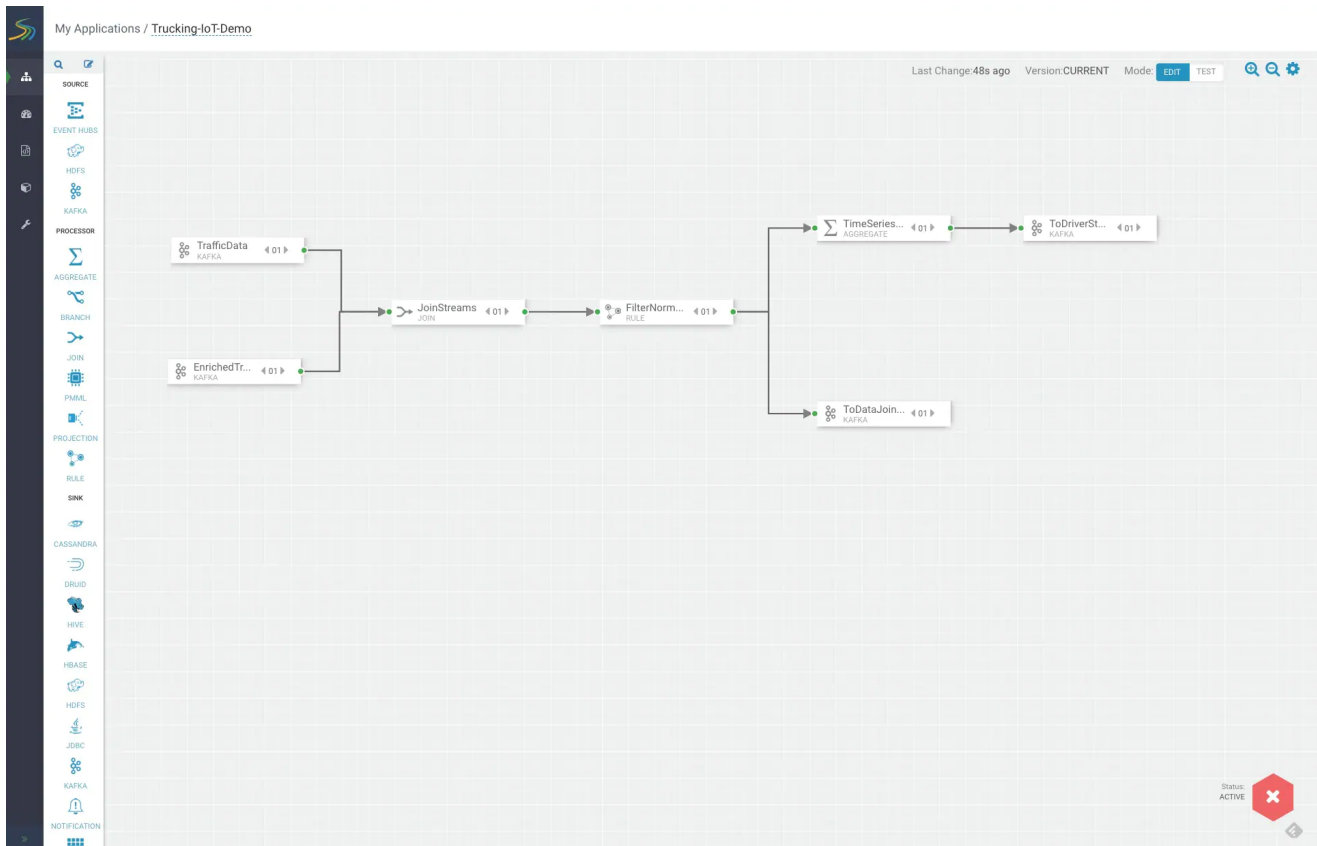 My Applications / Trucking-IoT-Demo
Last Change:48s ago Version:CURRENT Mode: EDIT TEST
SOURCE
EVENT HUBS
HDFS
KAFKA
PROCESSOR
AGGREGATE
BRANCH
JOIN
PMML
PROJECTION
RULE
SINK
CASSANDRA
DRUID
HIVE
HBASE
HDFS
JDBC
KAFKA
NOTIFICATION
TrafficData 01
KAFKA
EnrichedTr... 01
KAFKA
JoinStreams 01
JOIN
FilterNorm... 01
RULE
TimeSeries... 01
AGGREGATE
ToDriverSt... 01
KAFKA
ToDataJoin... 01
KAFKA
Status:
ACTIVE